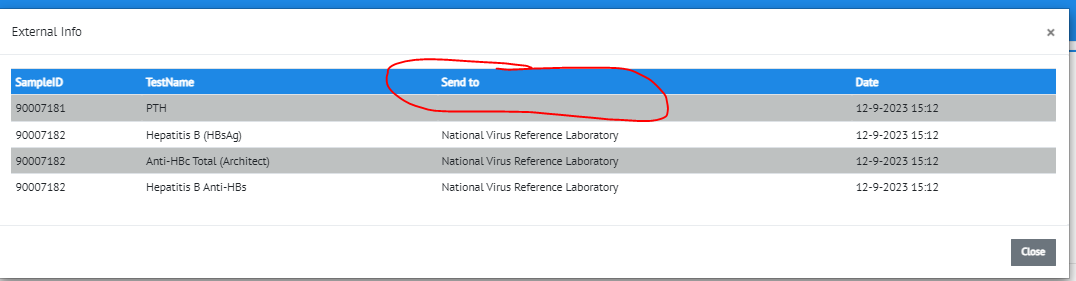 External Info ×
SampleID TestName Send to Date
90007181 PTH 12-9-2023 15:12
90007182 Hepatitis B (HBsAg) National Virus Reference Laboratory 12-9-2023 15:12
90007182 Anti-HBc Total (Architect) National Virus Reference Laboratory 12-9-2023 15:12
90007182 Hepatitis B Anti-HBs National Virus Reference Laboratory 12-9-2023 15:12
Close